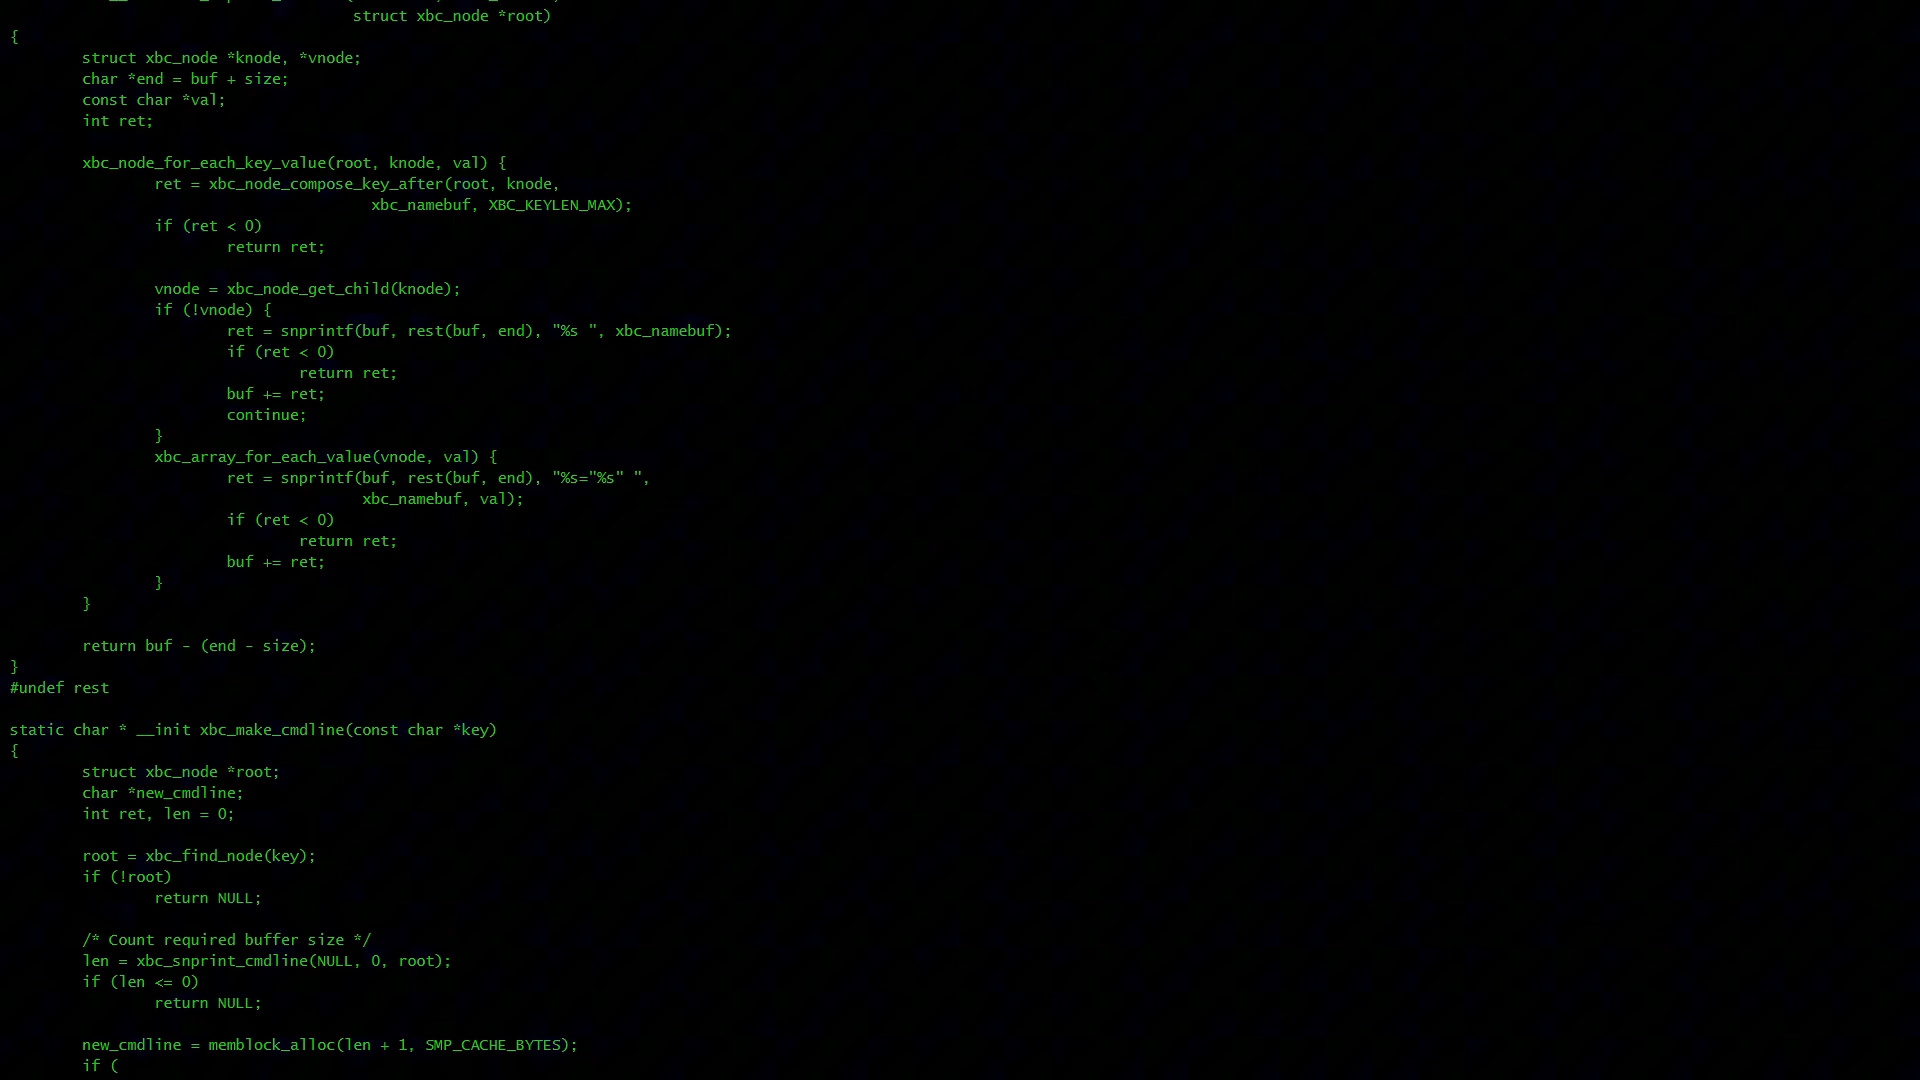 struct xbc_node *root)
{
struct xbc_node *knode, *vnode;
char *end = buf + size;
const char *val;
int ret;
xbc_node_for_each_key_value(root, knode, val) {
ret = xbc_node_compose_key_after(root, knode,
xbc_namebuf, XBC_KEYLEN_MAX);
if (ret < 0)
return ret;
vnode = xbc_node_get_child(knode);
if (!vnode) {
ret = snprintf(buf, rest(buf, end), "%s ", xbc_namebuf);
if (ret < 0)
return ret;
buf += ret;
continue;
}
xbc_array_for_each_value(vnode, val) {
ret = snprintf(buf, rest(buf, end), "%s="%s" ",
xbc_namebuf, val);
if (ret < 0)
return ret;
buf += ret;
}
}
return buf - (end - size);
}
#undef rest
static char * __init xbc_make_cmdline(const char *key)
{
struct xbc_node *root;
char *new_cmdline;
int ret, len = 0;
root = xbc_find_node(key);
if (!root)
return NULL;
/* Count required buffer size */
len = xbc_snprint_cmdline(NULL, 0, root);
if (len <= 0)
return NULL;
new_cmdline = memblock_alloc(len + 1, SMP_CACHE_BYTES);
if (